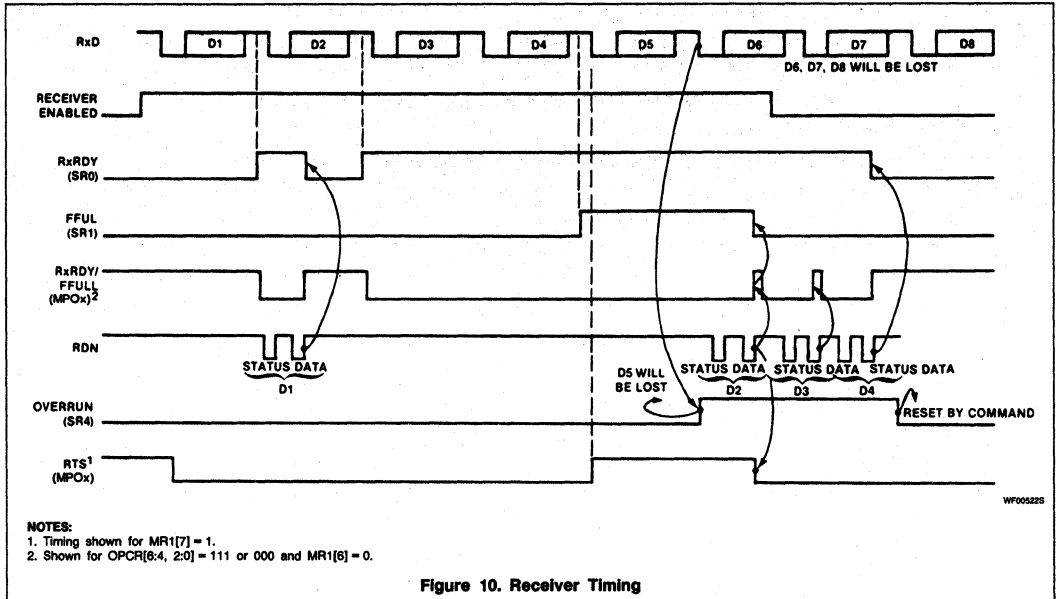 RxD D1 D2 D3 D4 D5 D6 D7 D8
D6, D7, D8 WILL BE LOST
RECEIVER
ENABLED
RxRDY
(SR0)
FFUL
(SR1)
RxRDY/
FFULL
(MPOx)2
RDN
STATUS DATA
D1
STATUS DATA
D2
STATUS DATA
D3
STATUS DATA
D4
D5 WILL
BE LOST
OVERRUN
(SR4)
RESET BY COMMAND
RTS1
(MPOx)
WF00522S
NOTES:
1. Timing shown for MR1[7] = 1.
2. Shown for OPCR[6:4, 2:0] = 111 or 000 and MR1[6] = 0.
Figure 10. Receiver Timing